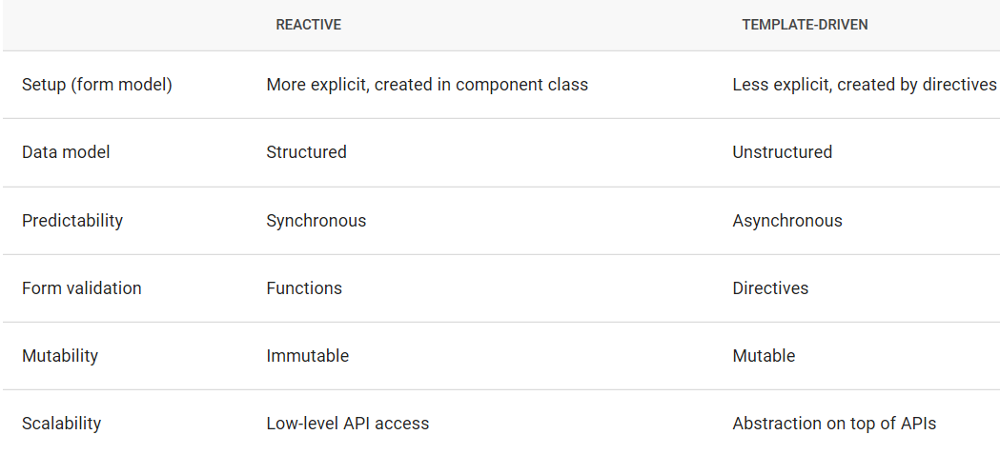 REACTIVE TEMPLATE-DRIVEN
Setup (form model) More explicit, created in component class Less explicit, created by directives
Data model Structured Unstructured
Predictability Synchronous Asynchronous
Form validation Functions Directives
Mutability Immutable Mutable
Scalability Low-level API access Abstraction on top of APIs